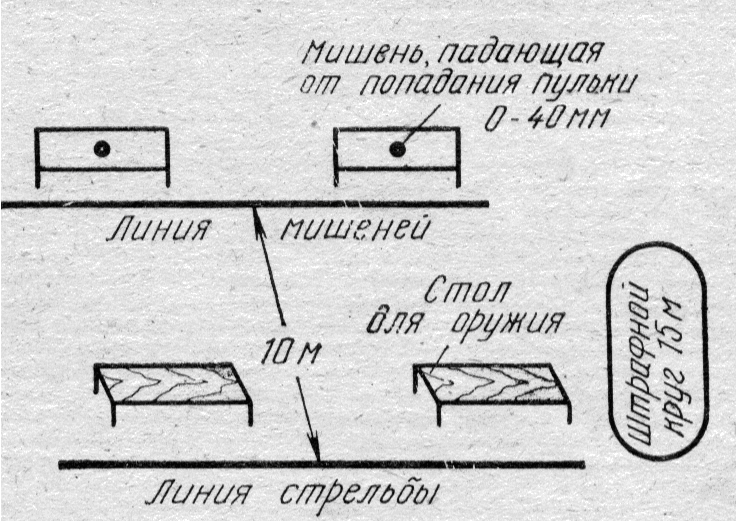 мишень, падающая
от попадания пульки
0-40 мм
Линия мишеней
Стол
для оружия
10 м
Штрафной
круг 15 м
Линия стрельбы